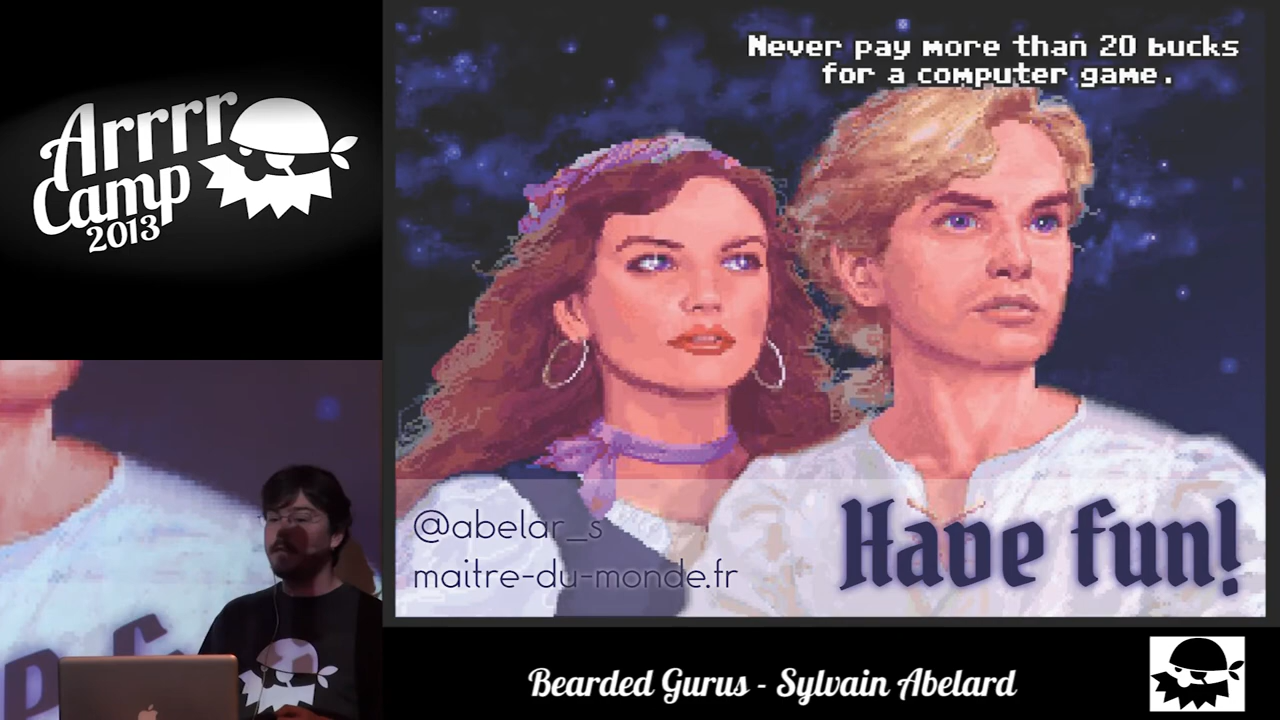 Arrrr
Camp
2013
Never pay more than 20 bucks
for a computer game.
@abelar_s
maitre-du-monde.fr
Have fun!
Bearded Gurus - Sylvain Abelard